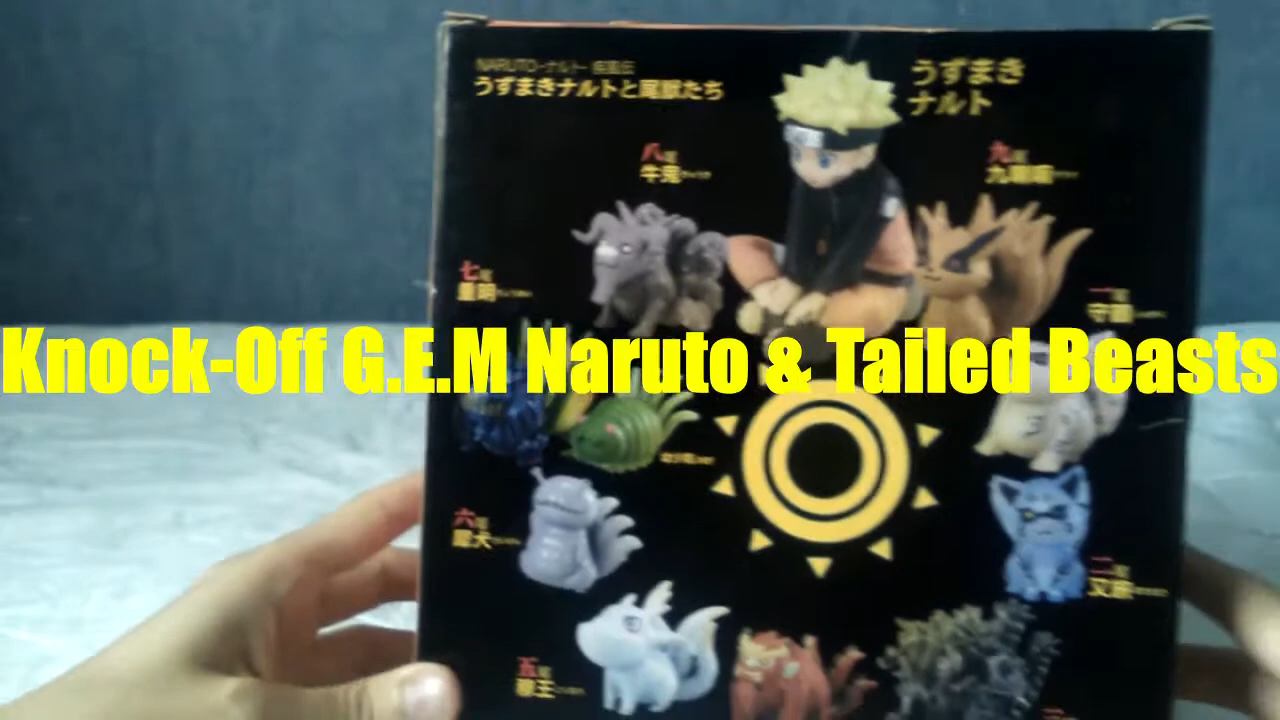 NARUTO-ナルト- 疾風伝
うずまきナルトと尾獣たち
うずまき
ナルト
八尾
牛鬼
九尾
九喇嘛
七尾
重明
一尾
守鶴
Knock-Off G.E.M Naruto & Tailed Beasts
六尾
犀犬
二尾
又旅
五尾
穆王